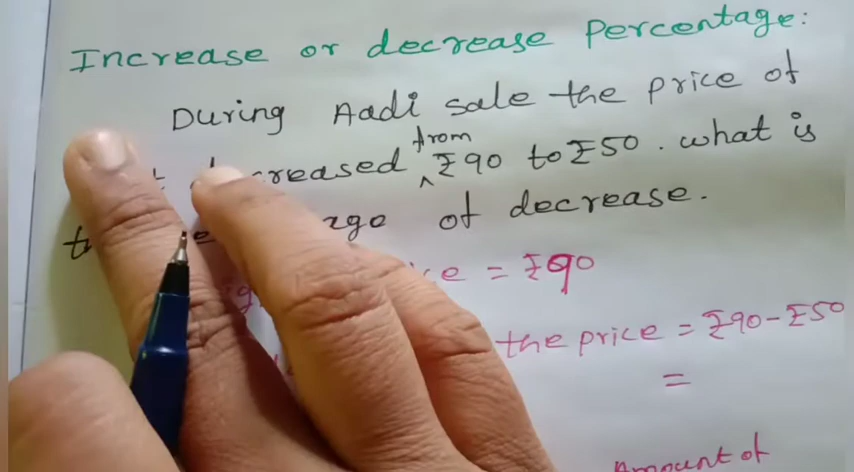 Increase or decrease Percentage:
During Aadi sale the price of
from
₹90 to ₹50. what is
of decrease.
= ₹90
the price = ₹90 - ₹50
=
Amount of